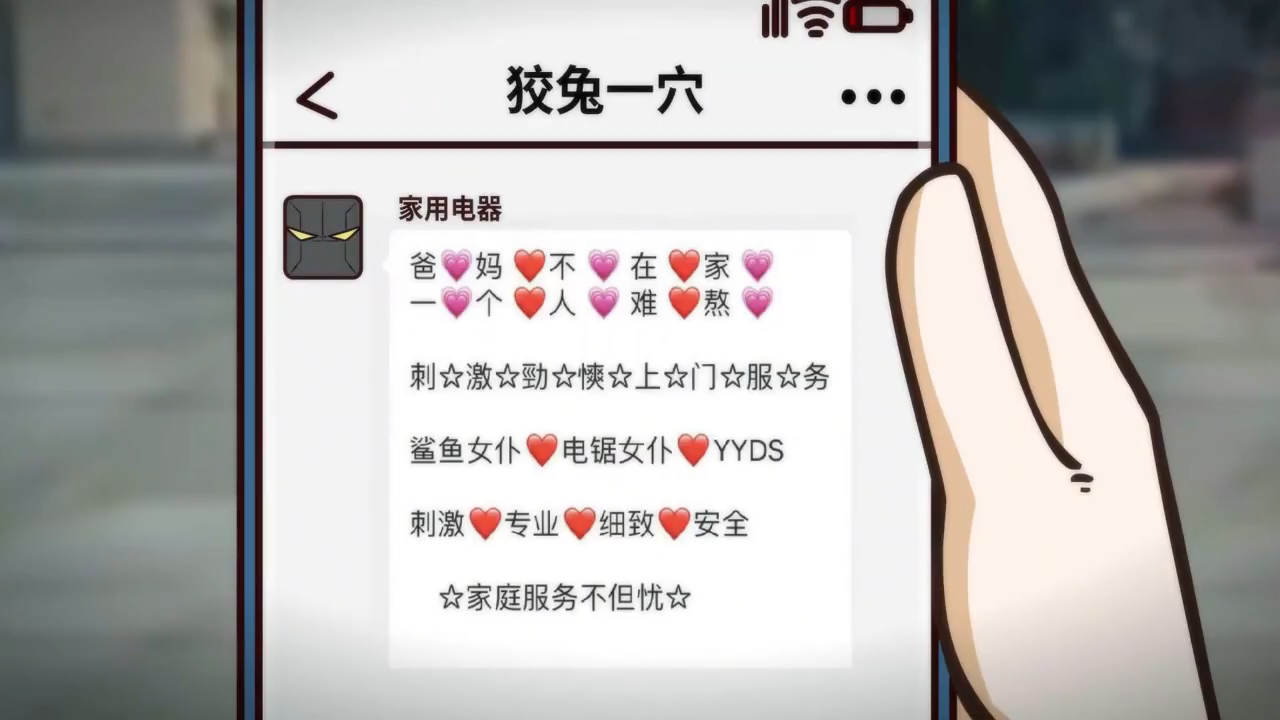 狡兔一穴
家用电器
爸💗妈❤️不💗在❤️家💗
一💗个❤️人💗难❤️熬💗
刺☆激☆勁☆慡☆上☆门☆服☆务
鲨鱼女仆❤️电锯女仆❤️YYDS
刺激❤️专业❤️细致❤️安全
☆家庭服务不但忧☆